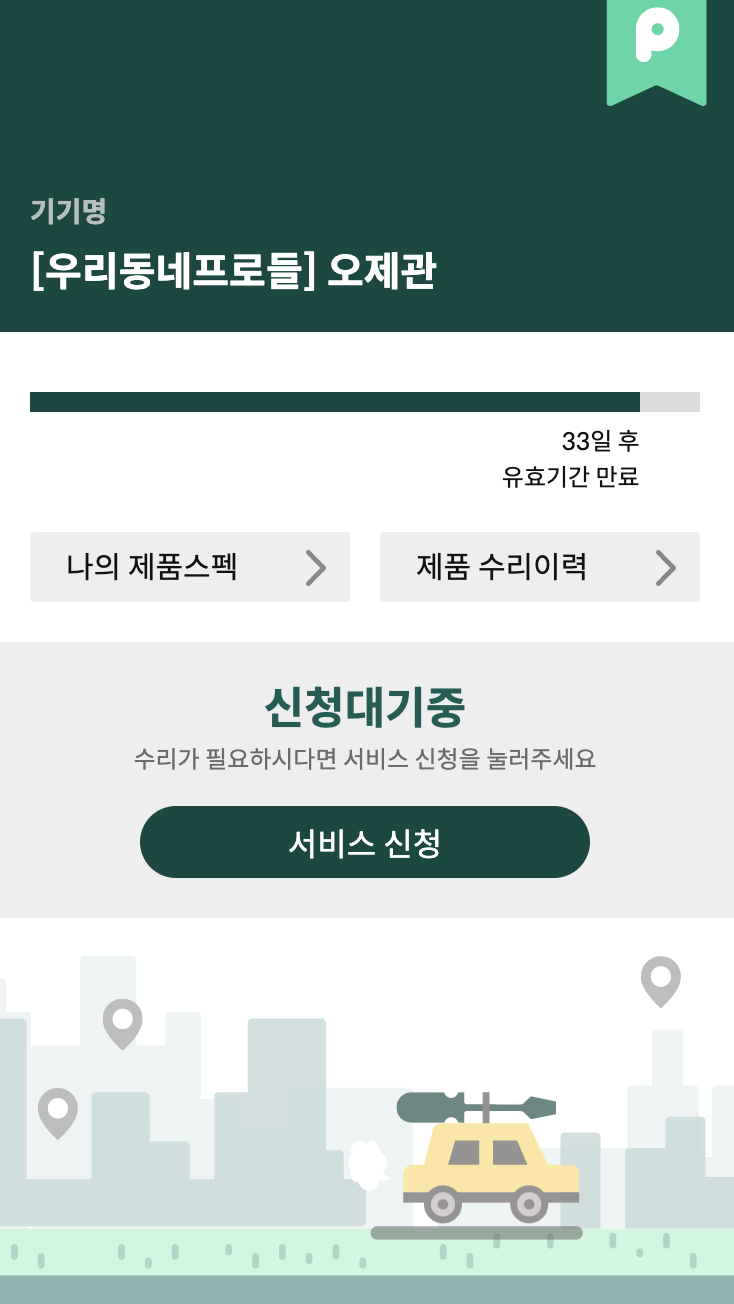 기기명
[우리동네프로들] 오제관
33일 후
유효기간 만료
나의 제품스펙
제품 수리이력
신청대기중
수리가 필요하시다면 서비스 신청을 눌러주세요
서비스 신청